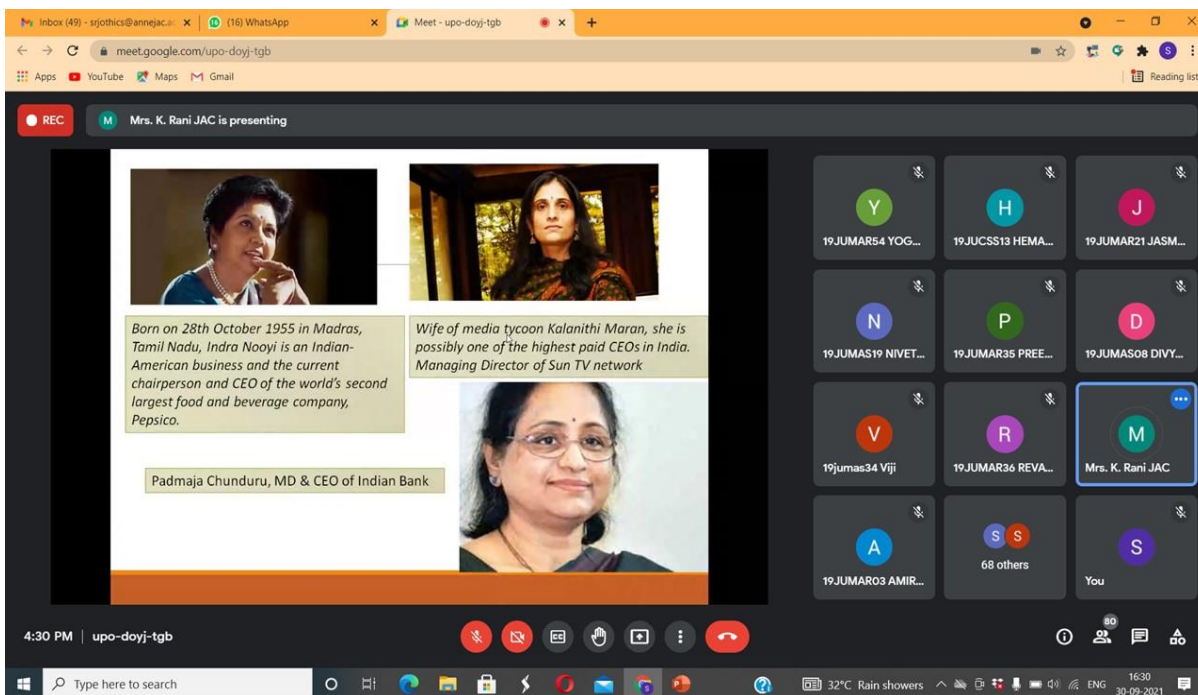 Inbox (49) - srjothics@annejac.ac
(16) WhatsApp
Meet - upo-doyj-tgb
meet.google.com/upo-doyj-tgb
Apps
YouTube
Maps
Gmail
Reading list
REC
M
Mrs. K. Rani JAC is presenting
Born on 28th October 1955 in Madras,
Tamil Nadu, Indra Nooyi is an Indian-
American business and the current
chairperson and CEO of the world's second
largest food and beverage company,
Pepsico.
Wife of media tycoon Kalanithi Maran, she is
possibly one of the highest paid CEOs in India.
Managing Director of Sun TV network
Padmaja Chunduru, MD & CEO of Indian Bank
Y
19JUMAR54 YOG...
H
19JUCSS13 HEMA...
J
19JUMAR21 JASM...
N
19JUMAS19 NIVET...
P
19JUMAR35 PREE...
D
19JUMAS08 DIVY...
V
19jumas34 Viji
R
19JUMAR36 REVA...
M
Mrs. K. Rani JAC
A
19JUMAR03 AMIR...
S S
68 others
S
You
4:30 PM | upo-doyj-tgb
80
Type here to search
32°C Rain showers
ENG
16:30
30-09-2021